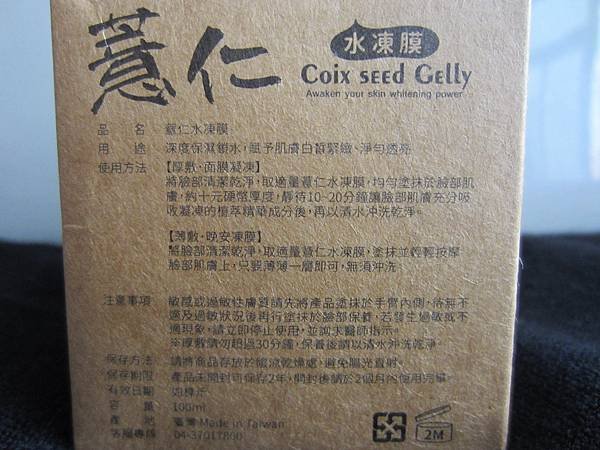 薏仁 水凍膜
Coix seed Gelly
Awaken your skin whitening power
品 名 薏仁水凍膜
用 途 深度保濕鎖水，賦予肌膚白皙緊緻、淨勻透亮
使用方法 【厚敷·面膜凝凍】
將臉部清潔乾淨，取適量薏仁水凍膜，均勻塗抹於臉部肌
膚，約十元硬幣厚度，靜待10~20分鐘讓臉部肌膚充分吸
收凝凍的植萃精華成分後，再以清水沖洗乾淨。
【薄敷·晚安凍膜】
將臉部清潔乾淨，取適量薏仁水凍膜，塗抹並輕輕按摩
臉部肌膚上，只要薄薄一層即可，無須沖洗。
注意事項 敏感或過敏性膚質請先將產品塗抹於手臂內側，待無不
適及過敏狀況後再行塗抹於臉部保養，若發生過敏或不
適現象，請立即停止使用，並詢求醫師指示。
※厚敷請勿超過30分鐘，保養後請以清水沖洗乾淨。
保存方法 請將商品存放於陰涼乾燥處，避免陽光直射。
保存期限 產品未開封可保存2年，開封後請於2個月內使用完畢。
有效日期 如標示
容 量 100ml
產 地 臺灣 Made in Taiwan
客服專線 04-37017800
2M